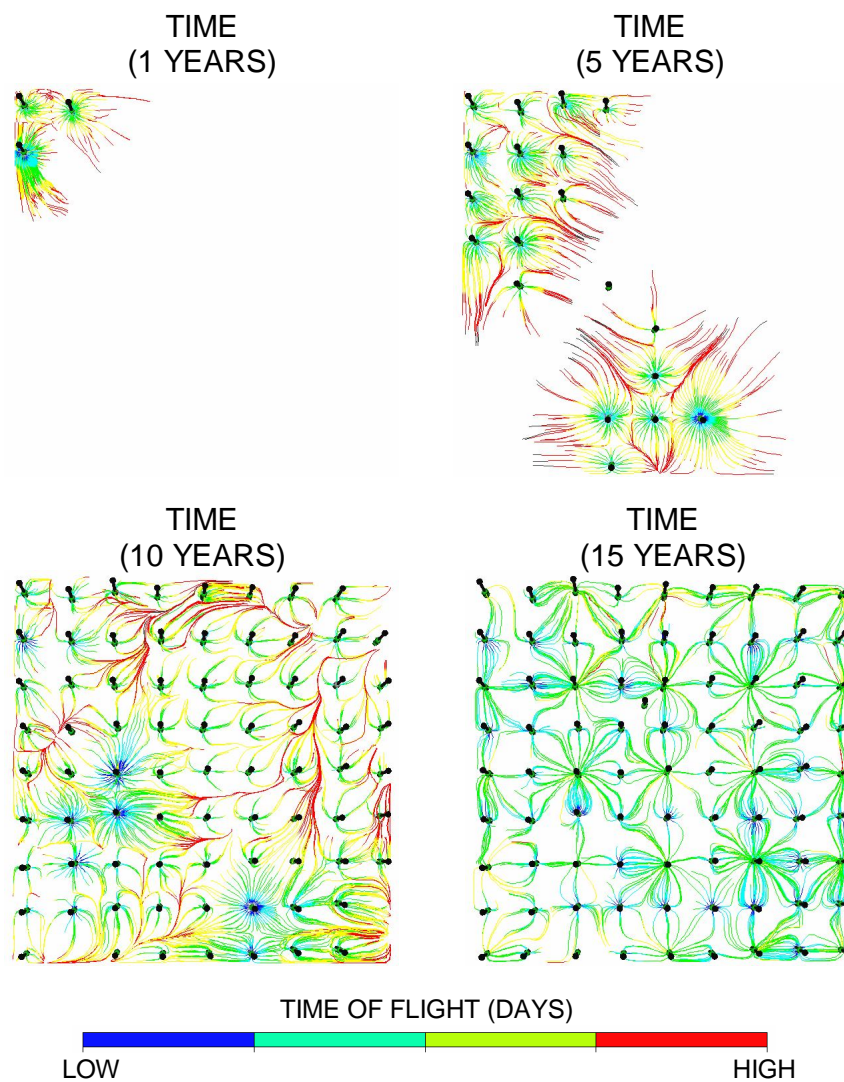 TIME
(1 YEARS)
TIME
(5 YEARS)
TIME
(10 YEARS)
TIME
(15 YEARS)
TIME OF FLIGHT (DAYS)
LOW
HIGH